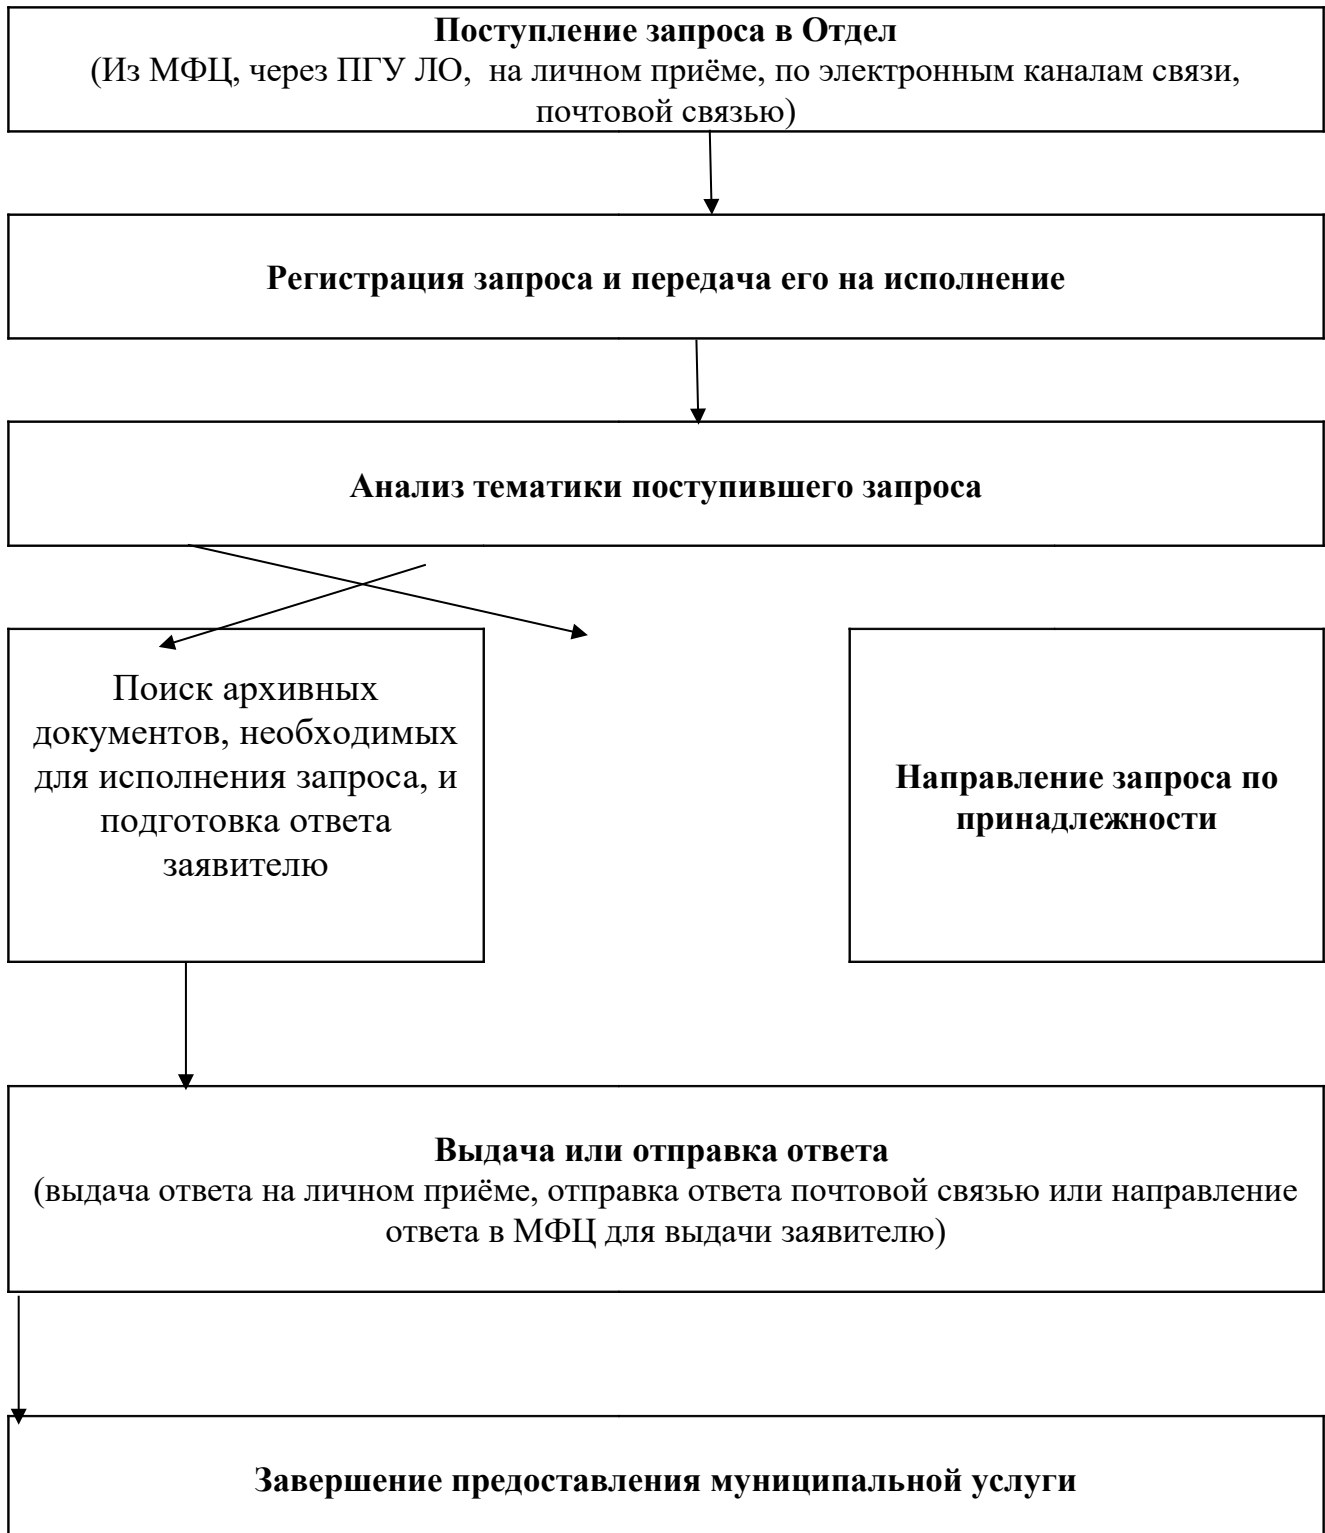 Поступление запроса в Отдел
(Из МФЦ, через ПГУ ЛО,  на личном приёме, по электронным каналам связи,
почтовой связью)
Регистрация запроса и передача его на исполнение
Анализ тематики поступившего запроса
Поиск архивных
документов, необходимых
для исполнения запроса, и
подготовка ответа
заявителю
Направление запроса по
принадлежности
Выдача или отправка ответа
(выдача ответа на личном приёме, отправка ответа почтовой связью или направление
ответа в МФЦ для выдачи заявителю)
Завершение предоставления муниципальной услуги